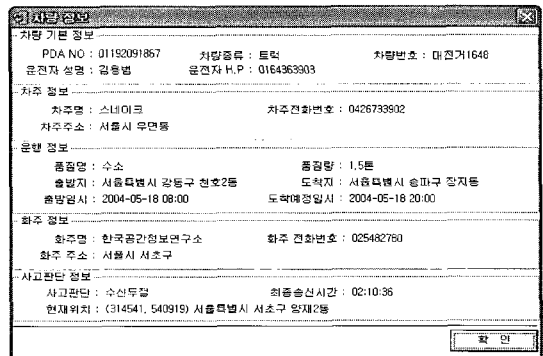 차량 정보
차량 기본 정보
PDA NO : 01192091867 차량종류 : 트럭 차량번호 : 대전거1648
운전자 성명 : 김용범 운전자 H.P : 0164363903
차주 정보
차주명 : 스네이크 차주전화번호 : 0426733902
차주주소 : 서울시 우면동
운행 정보
품질명 : 수소 품질량 : 1,5톤
출발지 : 서울특별시 강동구 천호2동 도착지 : 서울특별시 송파구 장지동
출발일시 : 2004-05-18 08:00 도착예정일시 : 2004-05-18 20:00
화주 정보
화주명 : 한국공간정보연구소 화주 전화번호 : 025482780
화주 주소 : 서울시 서초구
사고판단 정보
사고판단 : 수신두절 최종송신시간 : 02:10:36
현재위치 : (314541, 540919) 서울특별시 서초구 양재2동
확 인